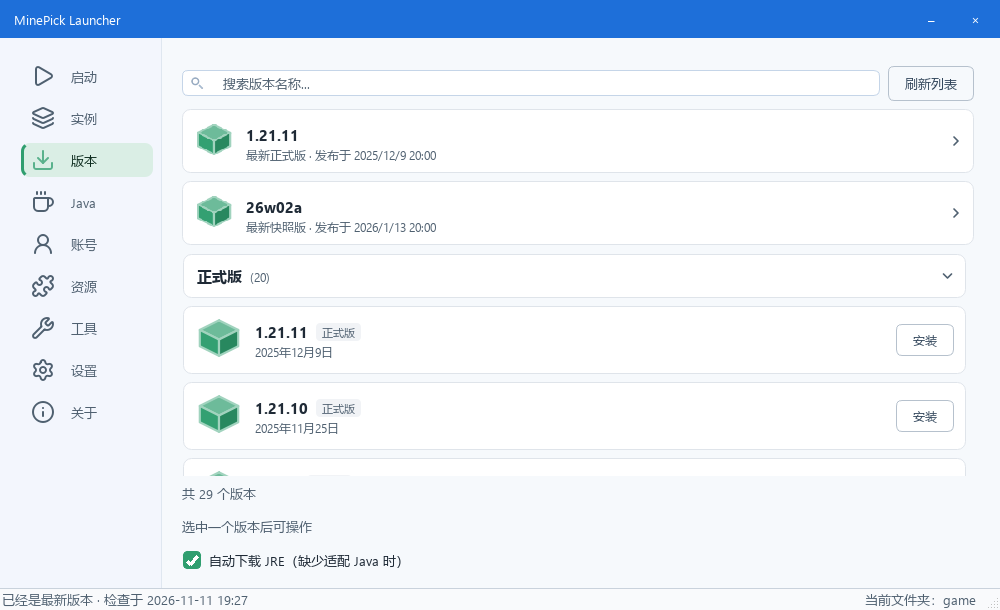 MinePick Launcher
启动
实例
版本
Java
账号
资源
工具
设置
关于
搜索版本名称...
刷新列表
1.21.11
最新正式版 · 发布于 2025/12/9 20:00
26w02a
最新快照版 · 发布于 2026/1/13 20:00
正式版 (20)
1.21.11 正式版
2025年12月9日
安装
1.21.10 正式版
2025年11月25日
安装
共 29 个版本
选中一个版本后可操作
自动下载 JRE（缺少适配 Java 时）
已经是最新版本 · 检查于 2026-11-11 19:27
当前文件夹：game